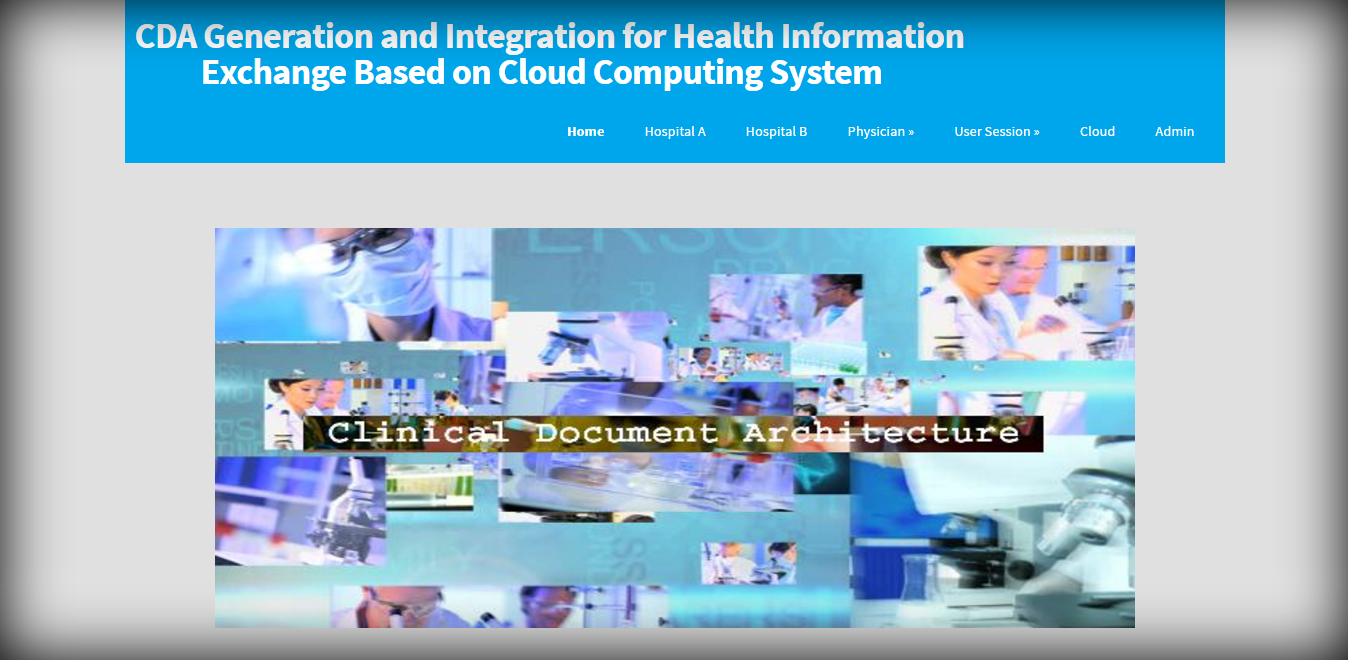 CDA Generation and Integration for Health Information
Exchange Based on Cloud Computing System
Home Hospital A Hospital B Physician » User Session » Cloud Admin
Clinical Document Architecture